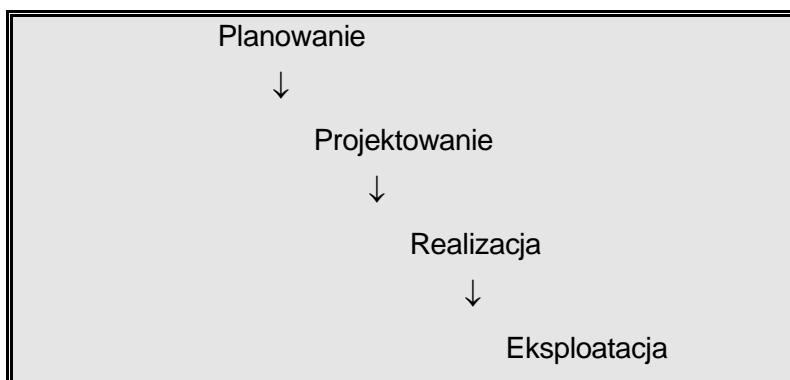 Planowanie
↓
Projektowanie
↓
Realizacja
↓
Eksploatacja